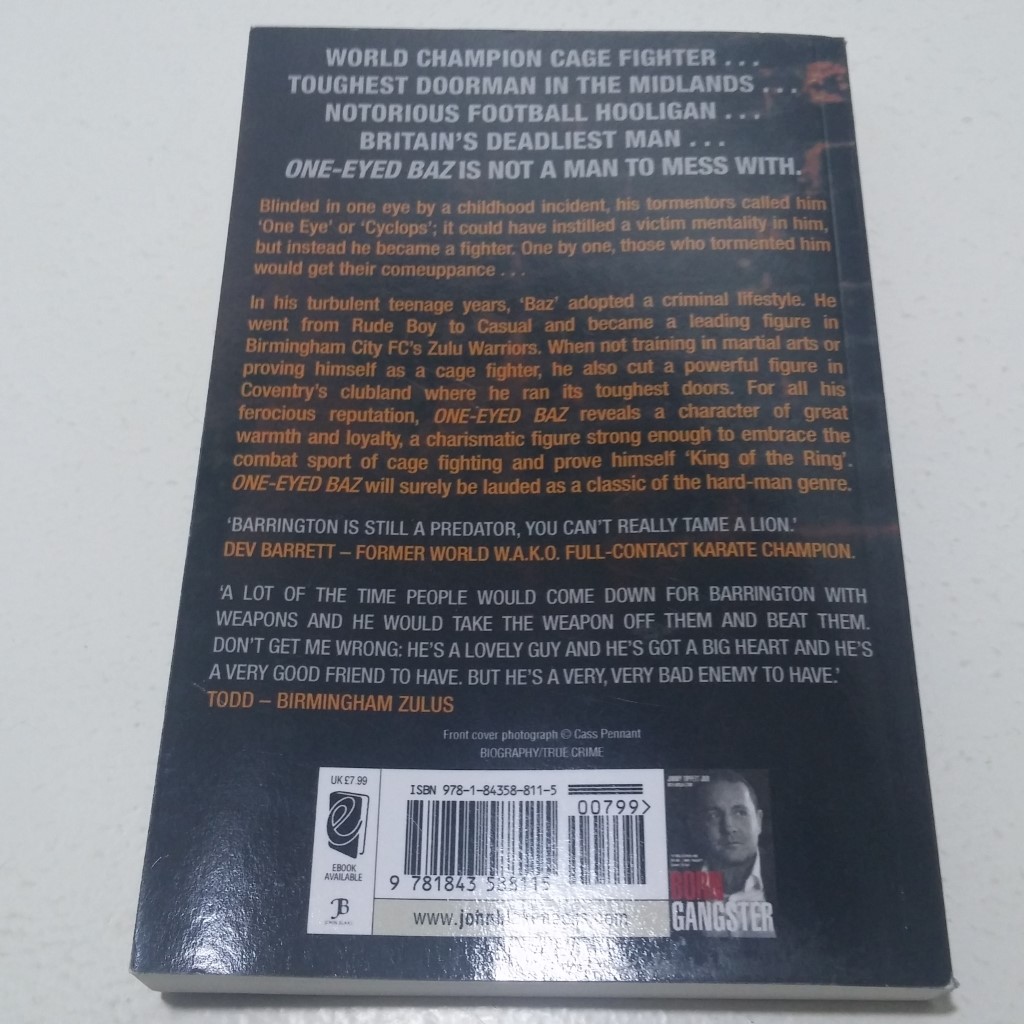 WORLD CHAMPION CAGE FIGHTER . . .
TOUGHEST DOORMAN IN THE MIDLANDS . . .
NOTORIOUS FOOTBALL HOOLIGAN . . .
BRITAIN'S DEADLIEST MAN . . .
ONE-EYED BAZ IS NOT A MAN TO MESS WITH.
Blinded in one eye by a childhood incident, his tormentors called him
'One Eye' or 'Cyclops'; it could have instilled a victim mentality in him,
but instead he became a fighter. One by one, those who tormented him
would get their comeuppance . . .
In his turbulent teenage years, 'Baz' adopted a criminal lifestyle. He
went from Rude Boy to Casual and became a leading figure in
Birmingham City FC's Zulu Warriors. When not training in martial arts or
proving himself as a cage fighter, he also cut a powerful figure in
Coventry's clubland where he ran its toughest doors. For all his
ferocious reputation, ONE-EYED BAZ reveals a character of great
warmth and loyalty, a charismatic figure strong enough to embrace the
combat sport of cage fighting and prove himself 'King of the Ring'.
ONE-EYED BAZ will surely be lauded as a classic of the hard-man genre.
'BARRINGTON IS STILL A PREDATOR, YOU CAN'T REALLY TAME A LION.'
DEV BARRETT – FORMER WORLD W.A.K.O. FULL-CONTACT KARATE CHAMPION.
'A LOT OF THE TIME PEOPLE WOULD COME DOWN FOR BARRINGTON WITH
WEAPONS AND HE WOULD TAKE THE WEAPON OFF THEM AND BEAT THEM.
DON'T GET ME WRONG: HE'S A LOVELY GUY AND HE'S GOT A BIG HEART AND HE'S
A VERY GOOD FRIEND TO HAVE. BUT HE'S A VERY, VERY BAD ENEMY TO HAVE.'
TODD – BIRMINGHAM ZULUS
Front cover photograph © Cass Pennant
BIOGRAPHY/TRUE CRIME
UK £7.99
e
EBOOK
AVAILABLE
JB
ISBN 978-1-84358-811-5
00799>
9 781843 588115
BORN
GANGSTER